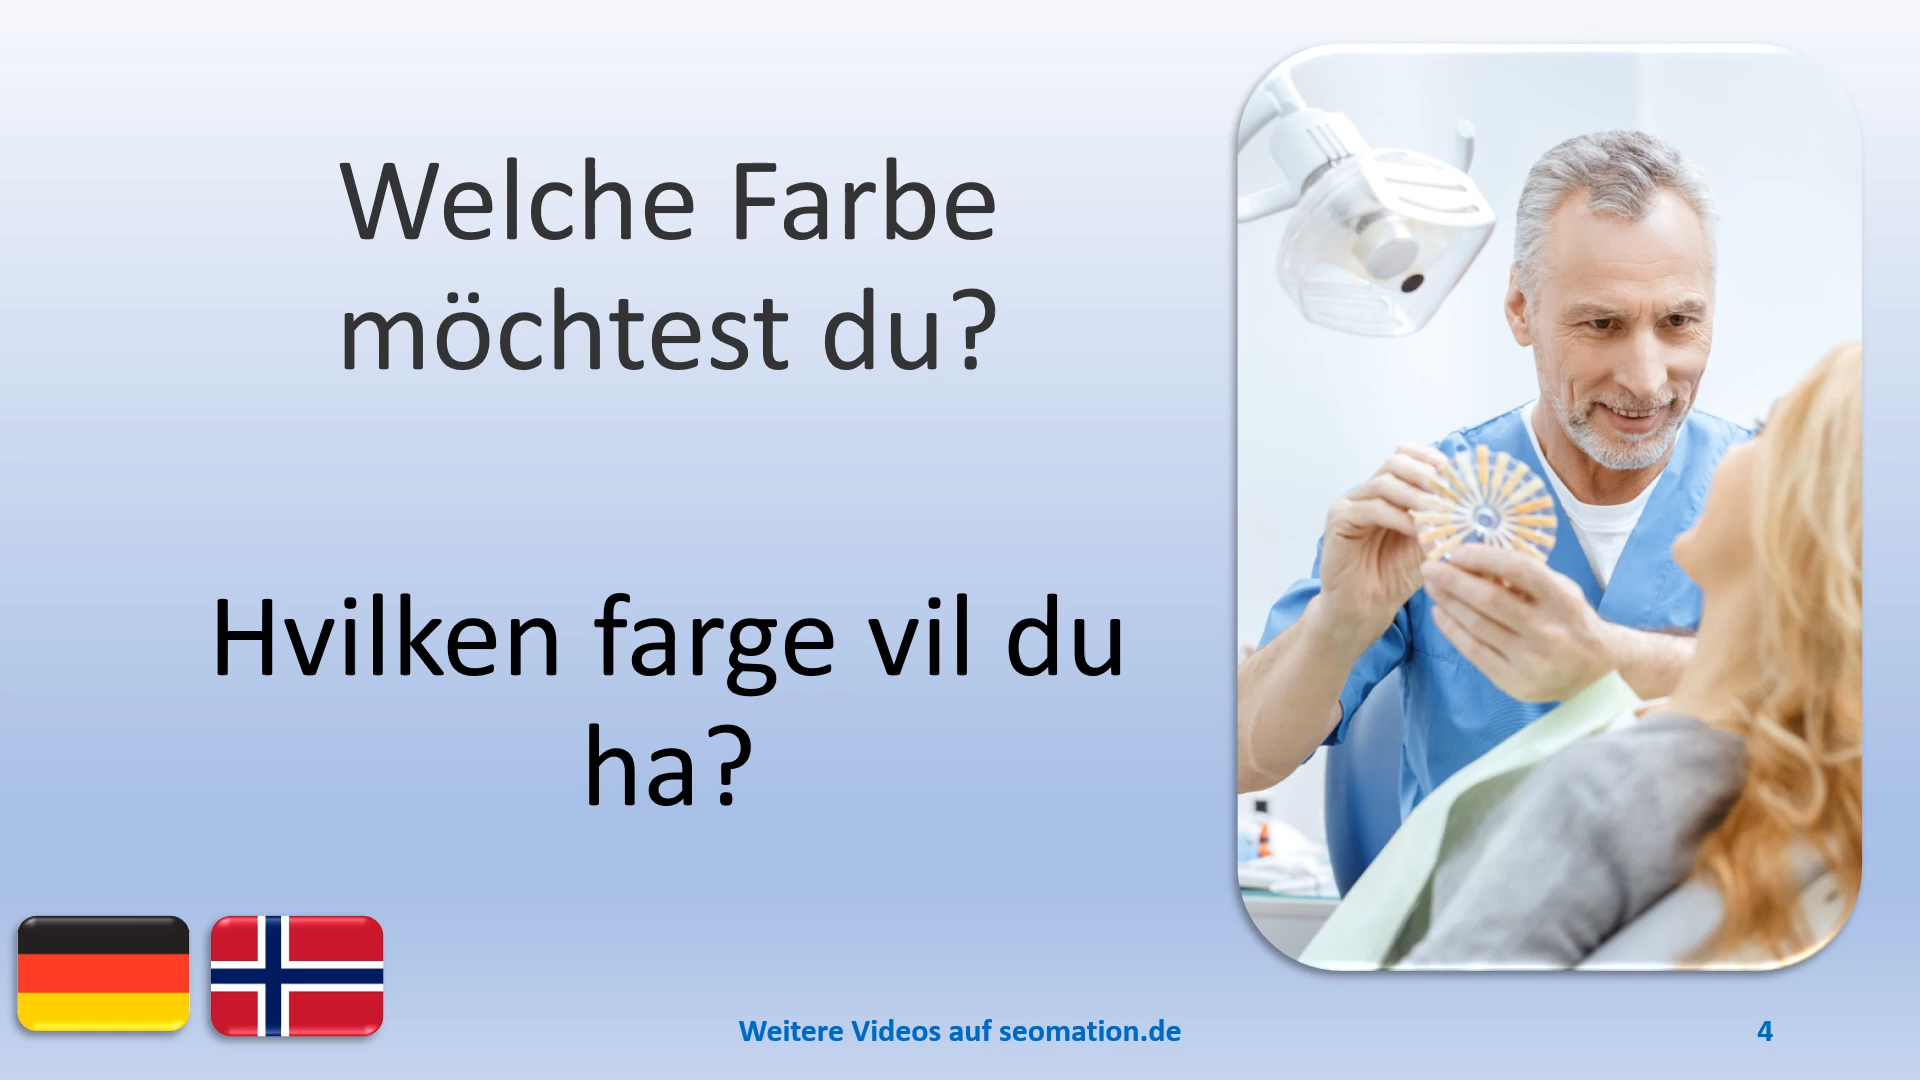 Welche Farbe
möchtest du?
Hvilken farge vil du
ha?
Weitere Videos auf seomation.de
4